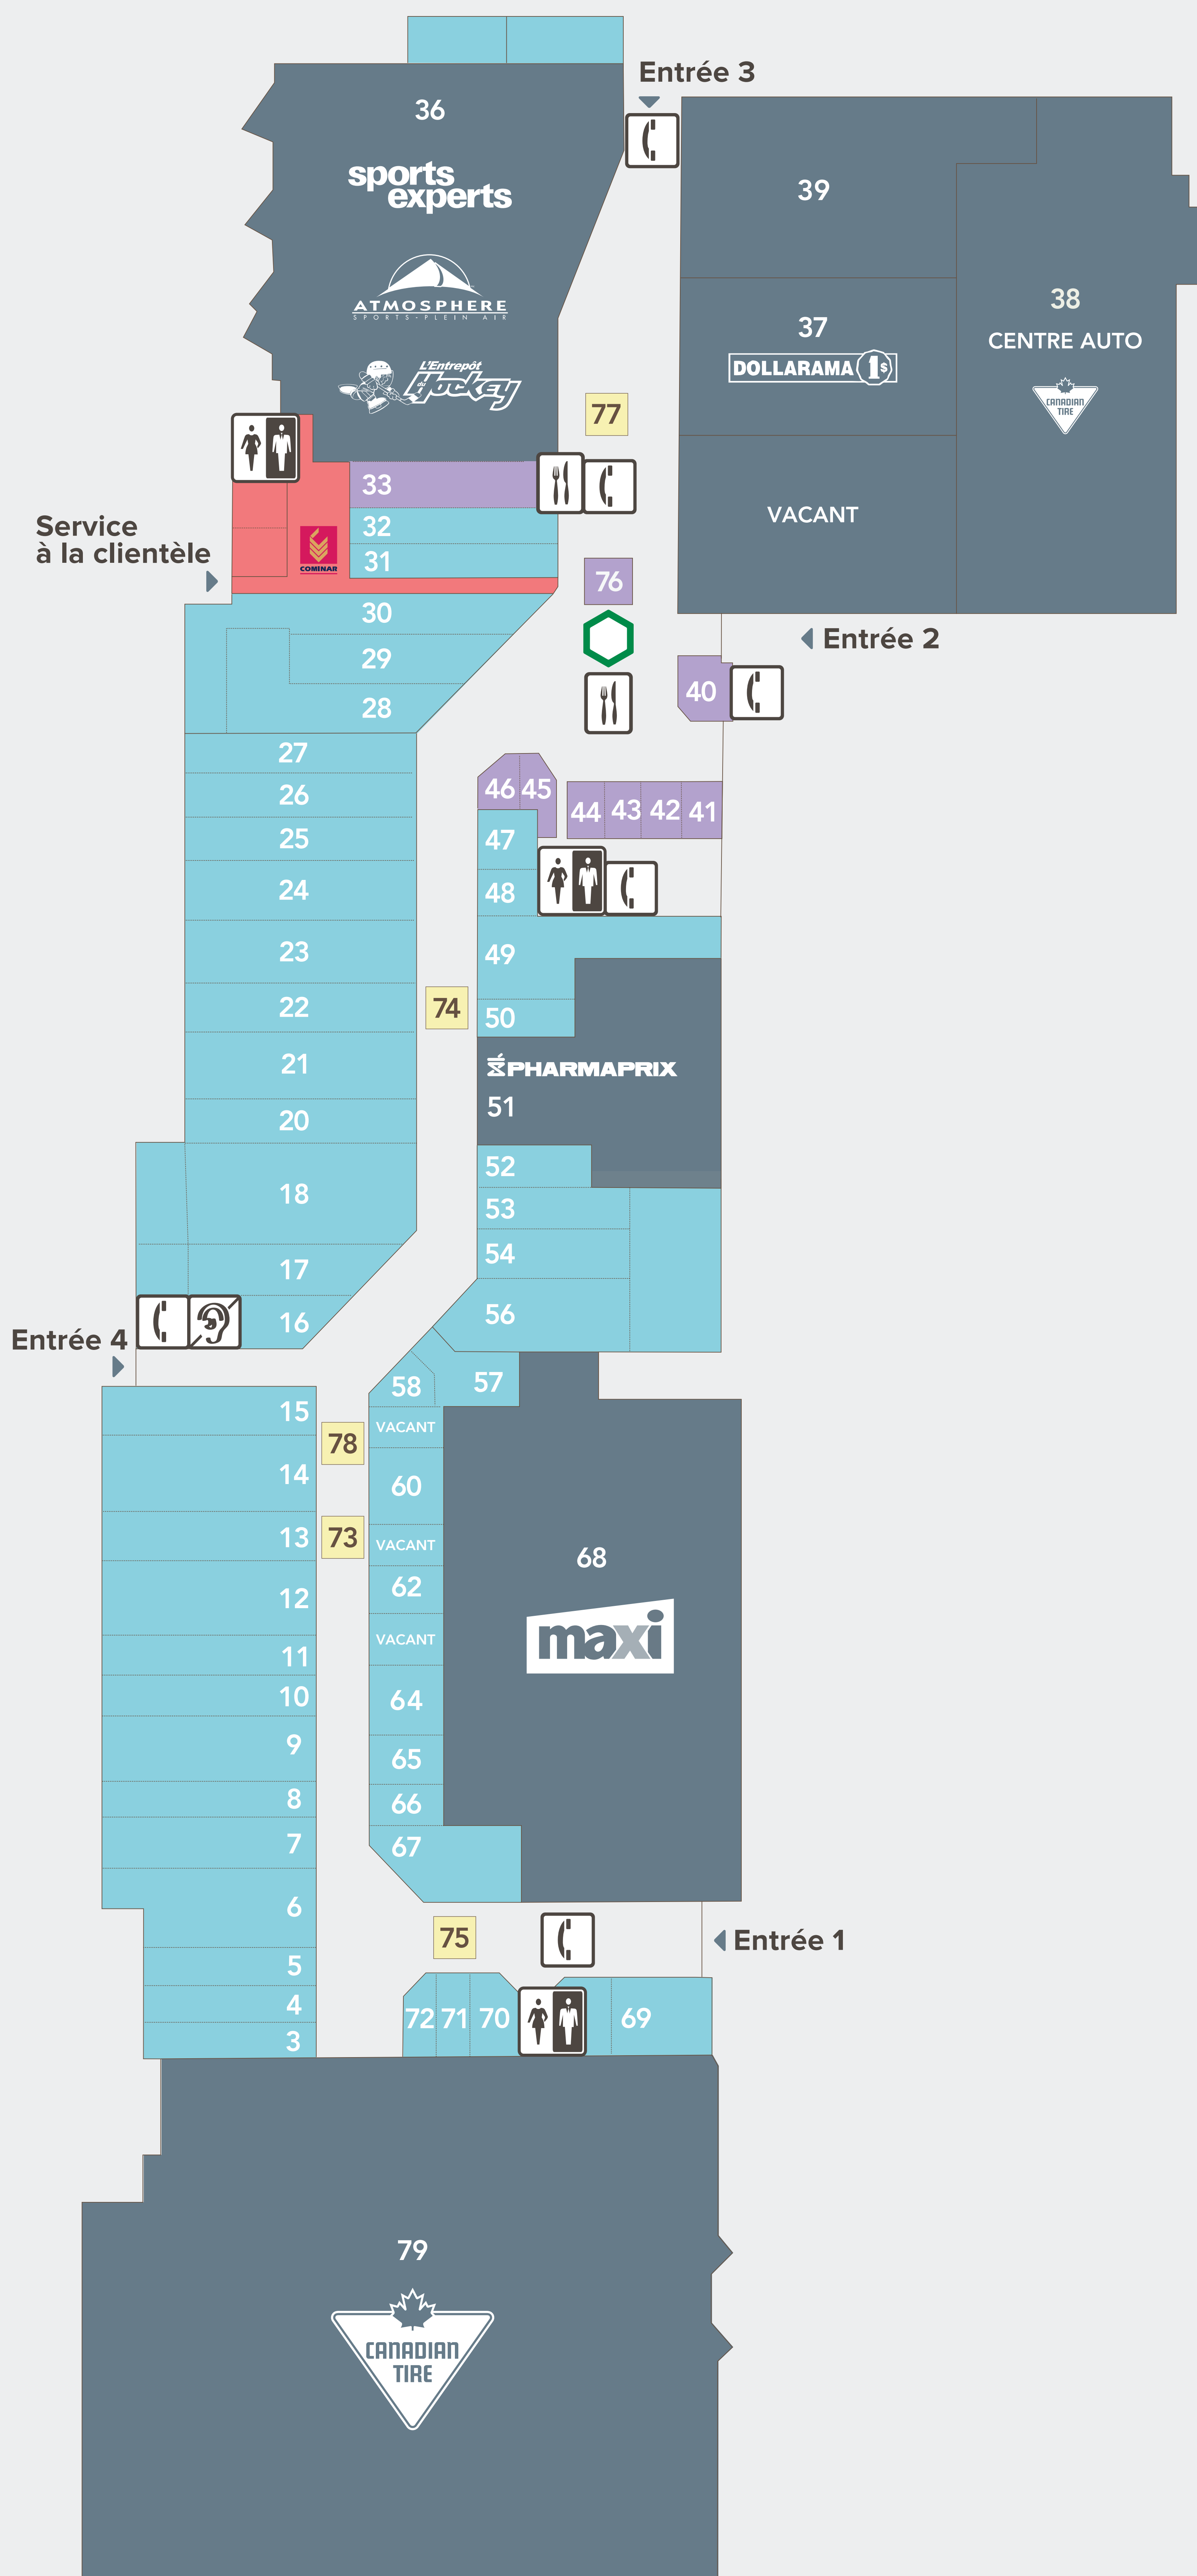 Entrée 3
36
sports
experts
ATMOSPHERE
SPORTS - PLEIN AIR
L'Entrepôt
du Hockey
39
38
CENTRE AUTO
CANADIAN
TIRE
37
DOLLARAMA 1$
77
VACANT
33
32
31
COMINAR
Service
à la clientèle
76
30
29
28
Entrée 2
40
27
26
25
24
23
22
21
20
18
17
16
46 45
44 43 42 41
47
48
49
50
74
PHARMAPRIX
51
52
53
54
56
Entrée 4
58
57
15
14
13
12
11
10
9
8
7
6
5
4
3
78
73
VACANT
60
VACANT
62
VACANT
64
65
66
67
68
maxi
75
Entrée 1
72 71 70
69
79
CANADIAN
TIRE